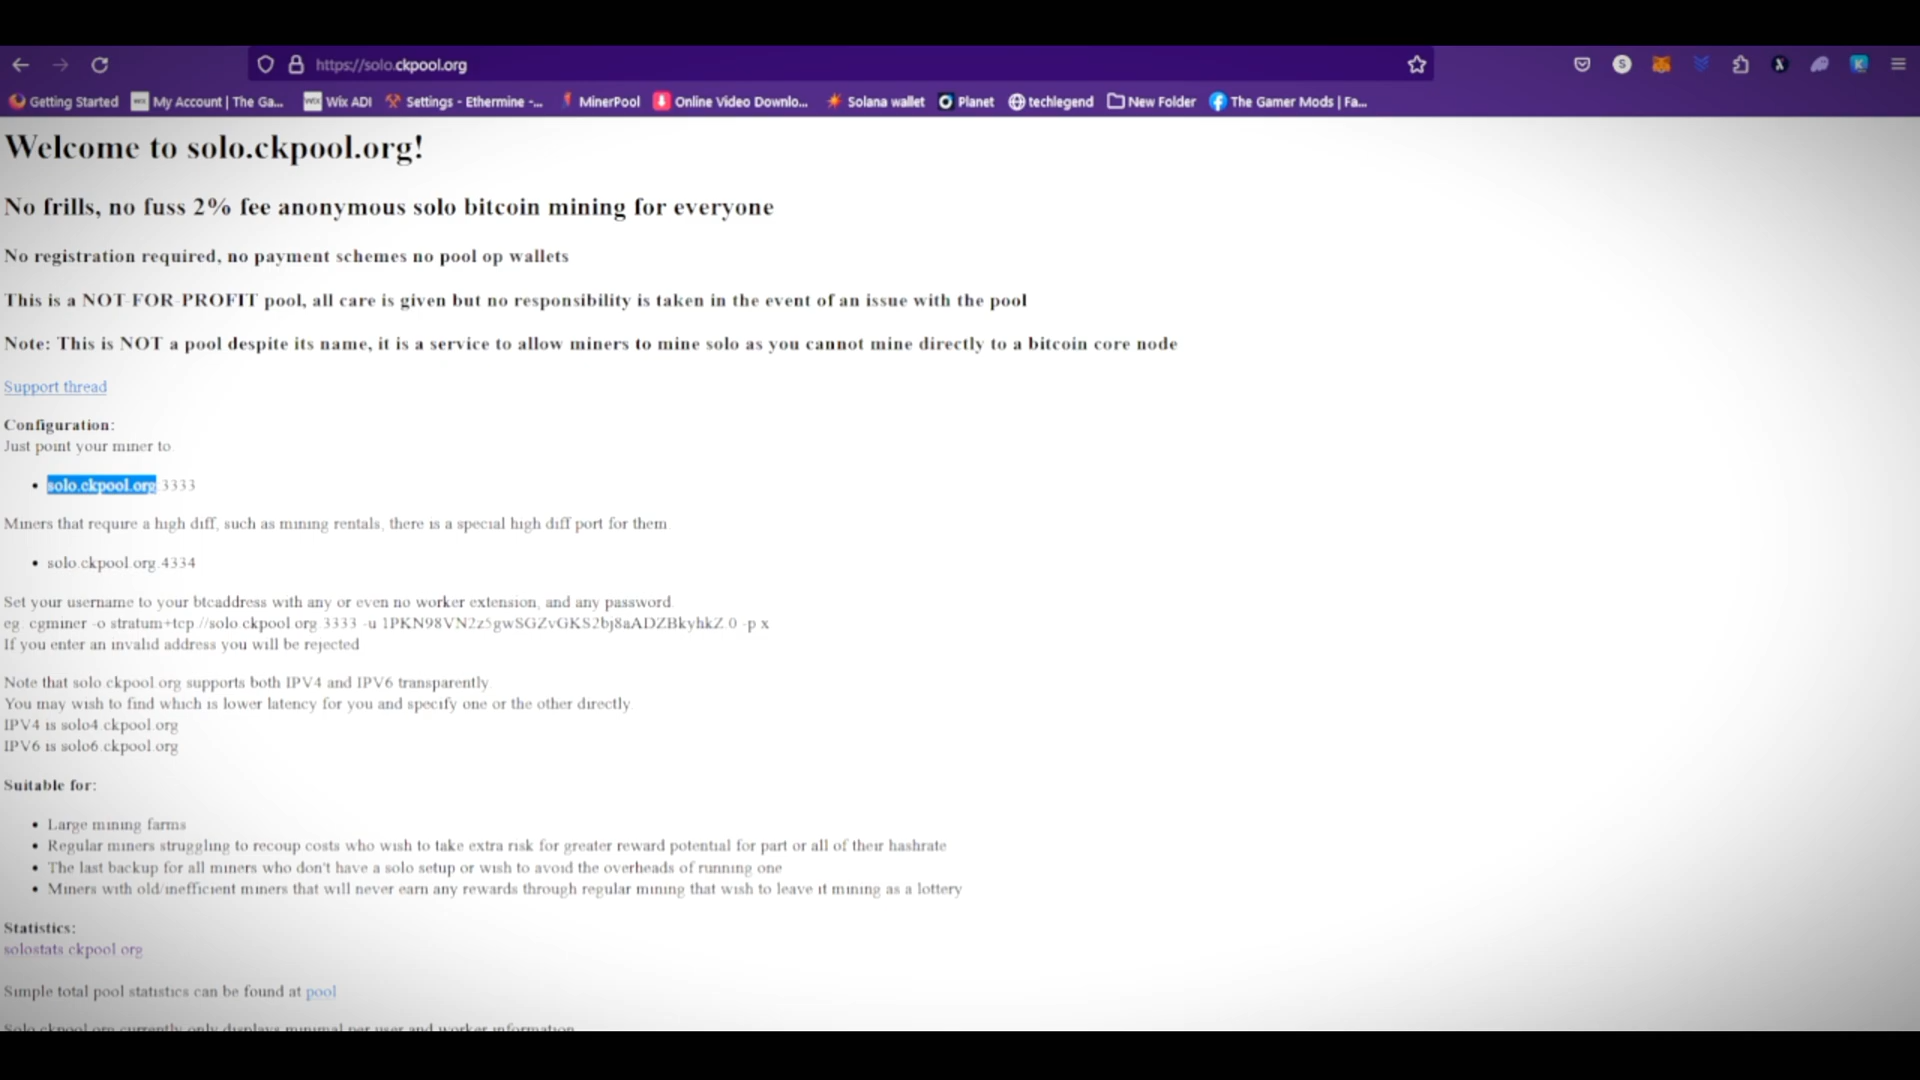 https://solo.ckpool.org
Getting Started My Account | The Ga... Wix ADI Settings - Ethermine -... MinerPool Online Video Downlo... Solana wallet Planet techlegend New Folder The Gamer Mods | Fa...
Welcome to solo.ckpool.org!
No frills, no fuss 2% fee anonymous solo bitcoin mining for everyone
No registration required, no payment schemes no pool op wallets
This is a NOT-FOR-PROFIT pool, all care is given but no responsibility is taken in the event of an issue with the pool
Note: This is NOT a pool despite its name, it is a service to allow miners to mine solo as you cannot mine directly to a bitcoin core node
Support thread
Configuration:
Just point your miner to:
• solo.ckpool.org:3333
Miners that require a high diff, such as mining rentals, there is a special high diff port for them
• solo.ckpool.org:4334
Set your username to your btcaddress with any or even no worker extension, and any password.
eg. cgminer -o stratum+tcp://solo.ckpool.org:3333 -u 1PKN98VN2z5gwSGZvGKS2bj8aADZBkyhkZ.0 -p x
If you enter an invalid address you will be rejected
Note that solo.ckpool.org supports both IPV4 and IPV6 transparently.
You may wish to find which is lower latency for you and specify one or the other directly.
IPV4 is solo4.ckpool.org
IPV6 is solo6.ckpool.org
Suitable for:
• Large mining farms
• Regular miners struggling to recoup costs who wish to take extra risk for greater reward potential for part or all of their hashrate
• The last backup for all miners who don't have a solo setup or wish to avoid the overheads of running one
• Miners with old/inefficient miners that will never earn any rewards through regular mining that wish to leave it mining as a lottery
Statistics:
solostats.ckpool.org
Simple total pool statistics can be found at pool
Solo.ckpool.org currently only displays minimal per user and worker information